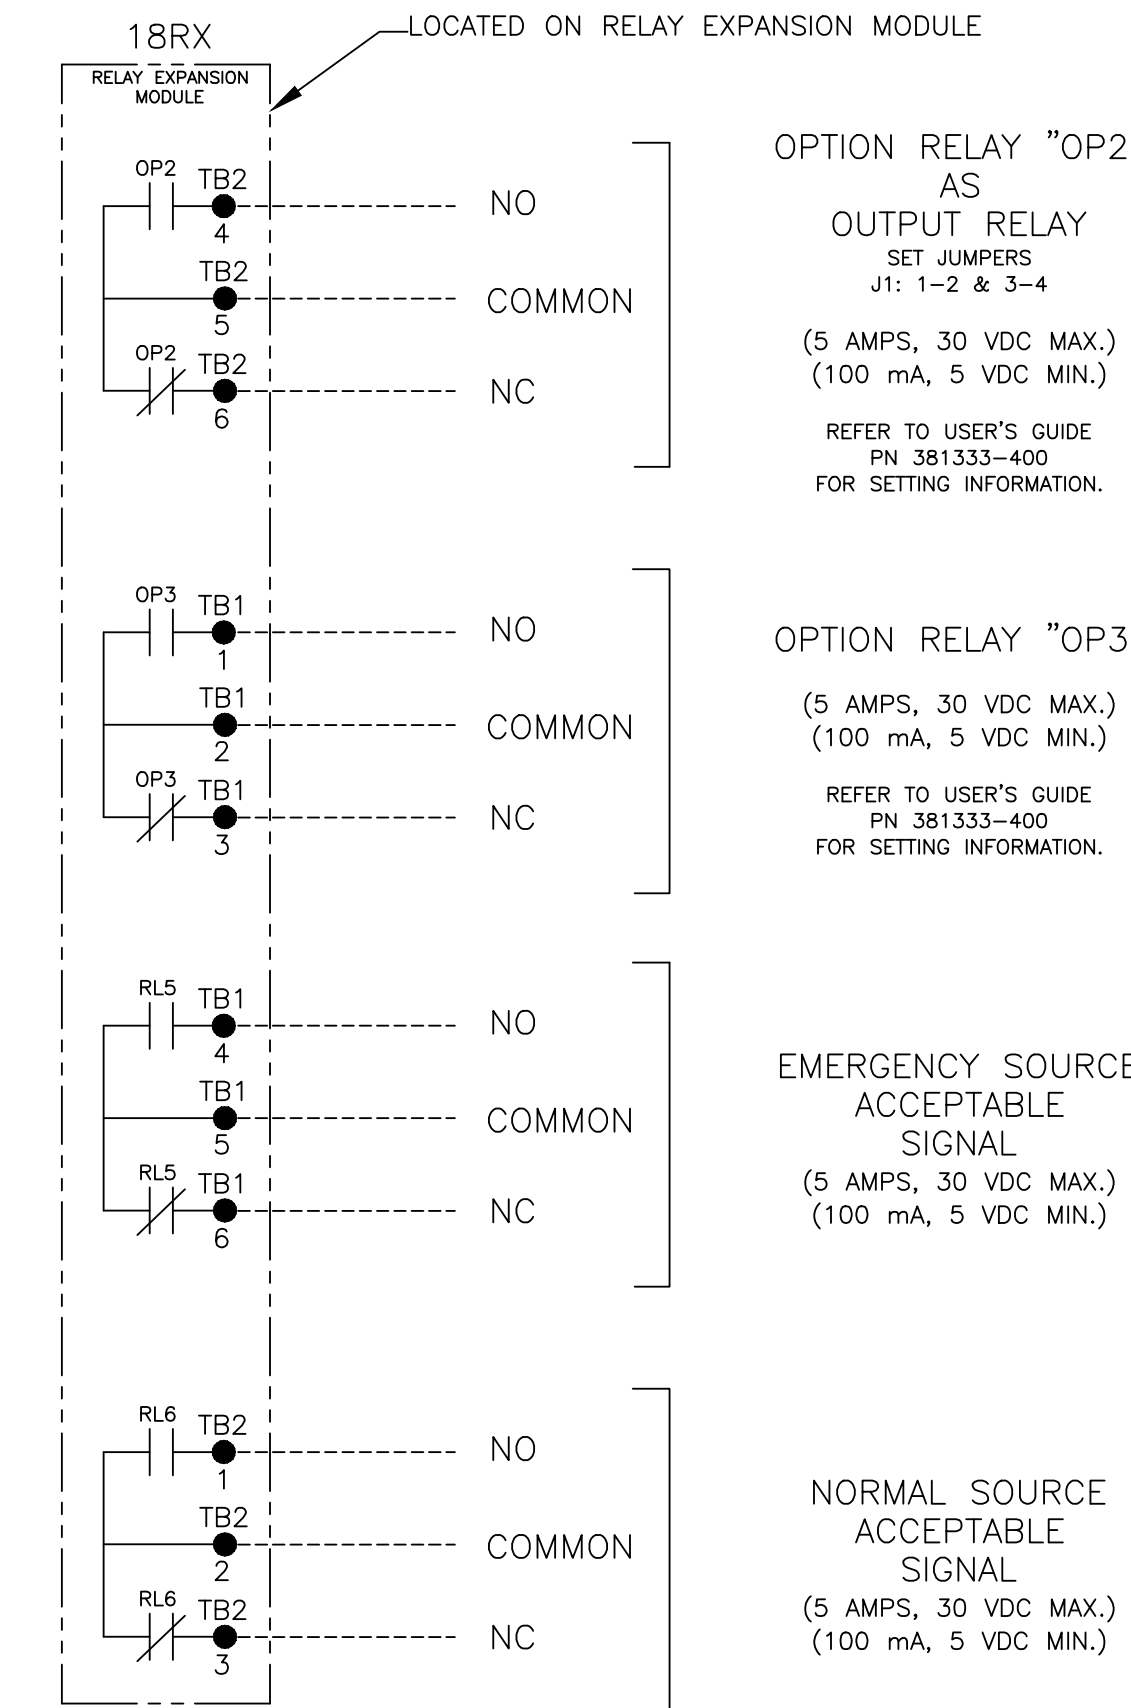 18RX
LOCATED ON RELAY EXPANSION MODULE
RELAY EXPANSION
MODULE
OP2 TB2
4
NO
TB2
5
COMMON
OP2 TB2
6
NC
OPTION RELAY "OP2
AS
OUTPUT RELAY
SET JUMPERS
J1: 1-2 & 3-4
(5 AMPS, 30 VDC MAX.)
(100 mA, 5 VDC MIN.)
REFER TO USER'S GUIDE
PN 381333-400
FOR SETTING INFORMATION.
OP3 TB1
1
NO
TB1
2
COMMON
OP3 TB1
3
NC
OPTION RELAY "OP3
(5 AMPS, 30 VDC MAX.)
(100 mA, 5 VDC MIN.)
REFER TO USER'S GUIDE
PN 381333-400
FOR SETTING INFORMATION.
RL5 TB1
4
NO
TB1
5
COMMON
RL5 TB1
6
NC
EMERGENCY SOURCE
ACCEPTABLE
SIGNAL
(5 AMPS, 30 VDC MAX.)
(100 mA, 5 VDC MIN.)
RL6 TB2
1
NO
TB2
2
COMMON
RL6 TB2
3
NC
NORMAL SOURCE
ACCEPTABLE
SIGNAL
(5 AMPS, 30 VDC MAX.)
(100 mA, 5 VDC MIN.)